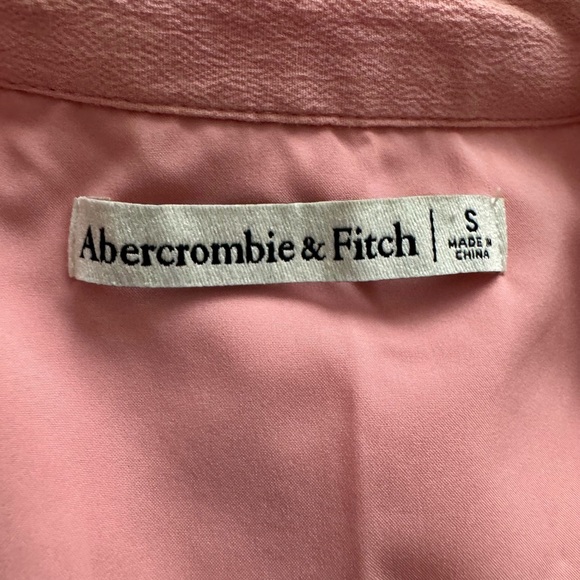 Abercrombie & Fitch | S
MADE IN
CHINA